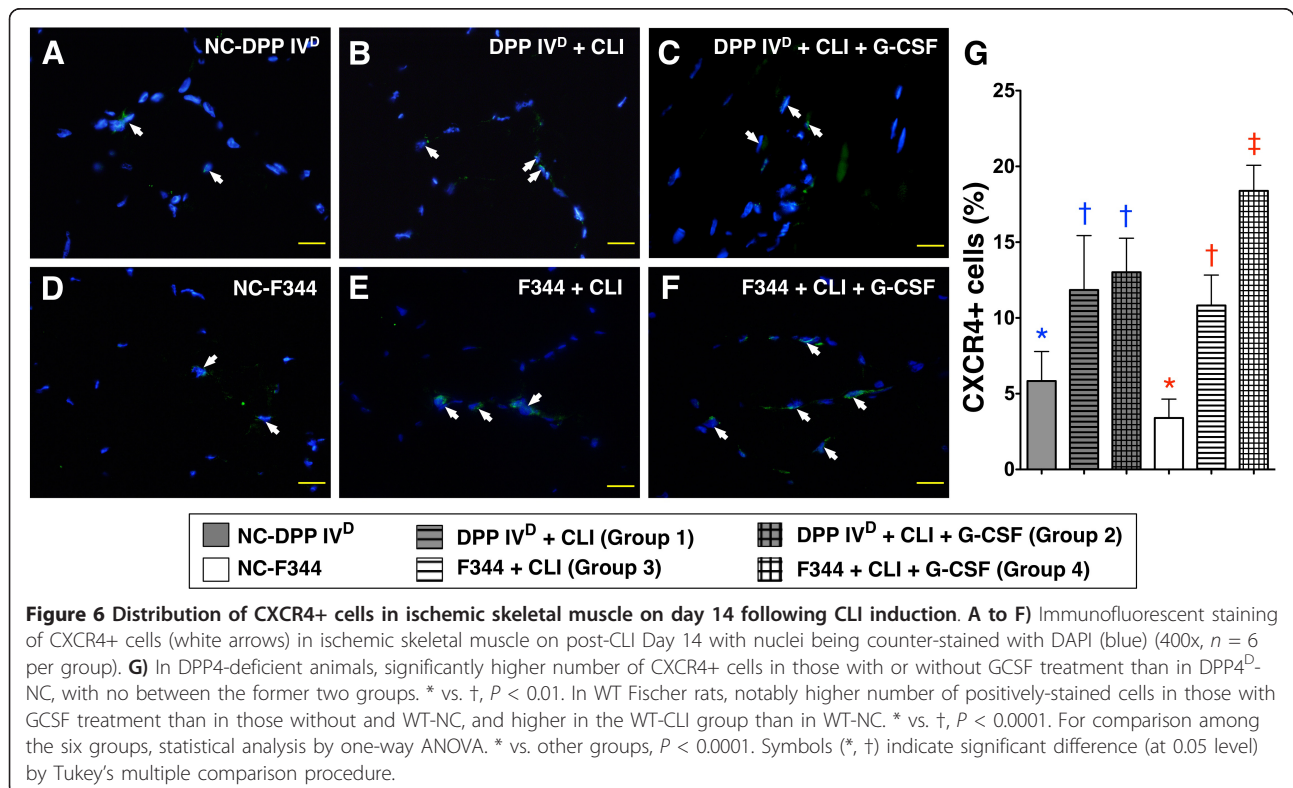 A NC-DPP IVD
B DPP IVD + CLI
C DPP IVD + CLI + G-CSF
D NC-F344
E F344 + CLI
F F344 + CLI + G-CSF
G
CXCR4+ cells (%)
25
20
15
10
5
0
*
†
†
*
†
‡
NC-DPP IVD
DPP IVD + CLI (Group 1)
DPP IVD + CLI + G-CSF (Group 2)
NC-F344
F344 + CLI (Group 3)
F344 + CLI + G-CSF (Group 4)
Figure 6 Distribution of CXCR4+ cells in ischemic skeletal muscle on day 14 following CLI induction. A to F) Immunofluorescent staining
of CXCR4+ cells (white arrows) in ischemic skeletal muscle on post-CLI Day 14 with nuclei being counter-stained with DAPI (blue) (400x, n = 6
per group). G) In DPP4-deficient animals, significantly higher number of CXCR4+ cells in those with or without GCSF treatment than in DPP4D-
NC, with no between the former two groups. * vs. †, P < 0.01. In WT Fischer rats, notably higher number of positively-stained cells in those with
GCSF treatment than in those without and WT-NC, and higher in the WT-CLI group than in WT-NC. * vs. †, P < 0.0001. For comparison among
the six groups, statistical analysis by one-way ANOVA. * vs. other groups, P < 0.0001. Symbols (*, †) indicate significant difference (at 0.05 level)
by Tukey's multiple comparison procedure.